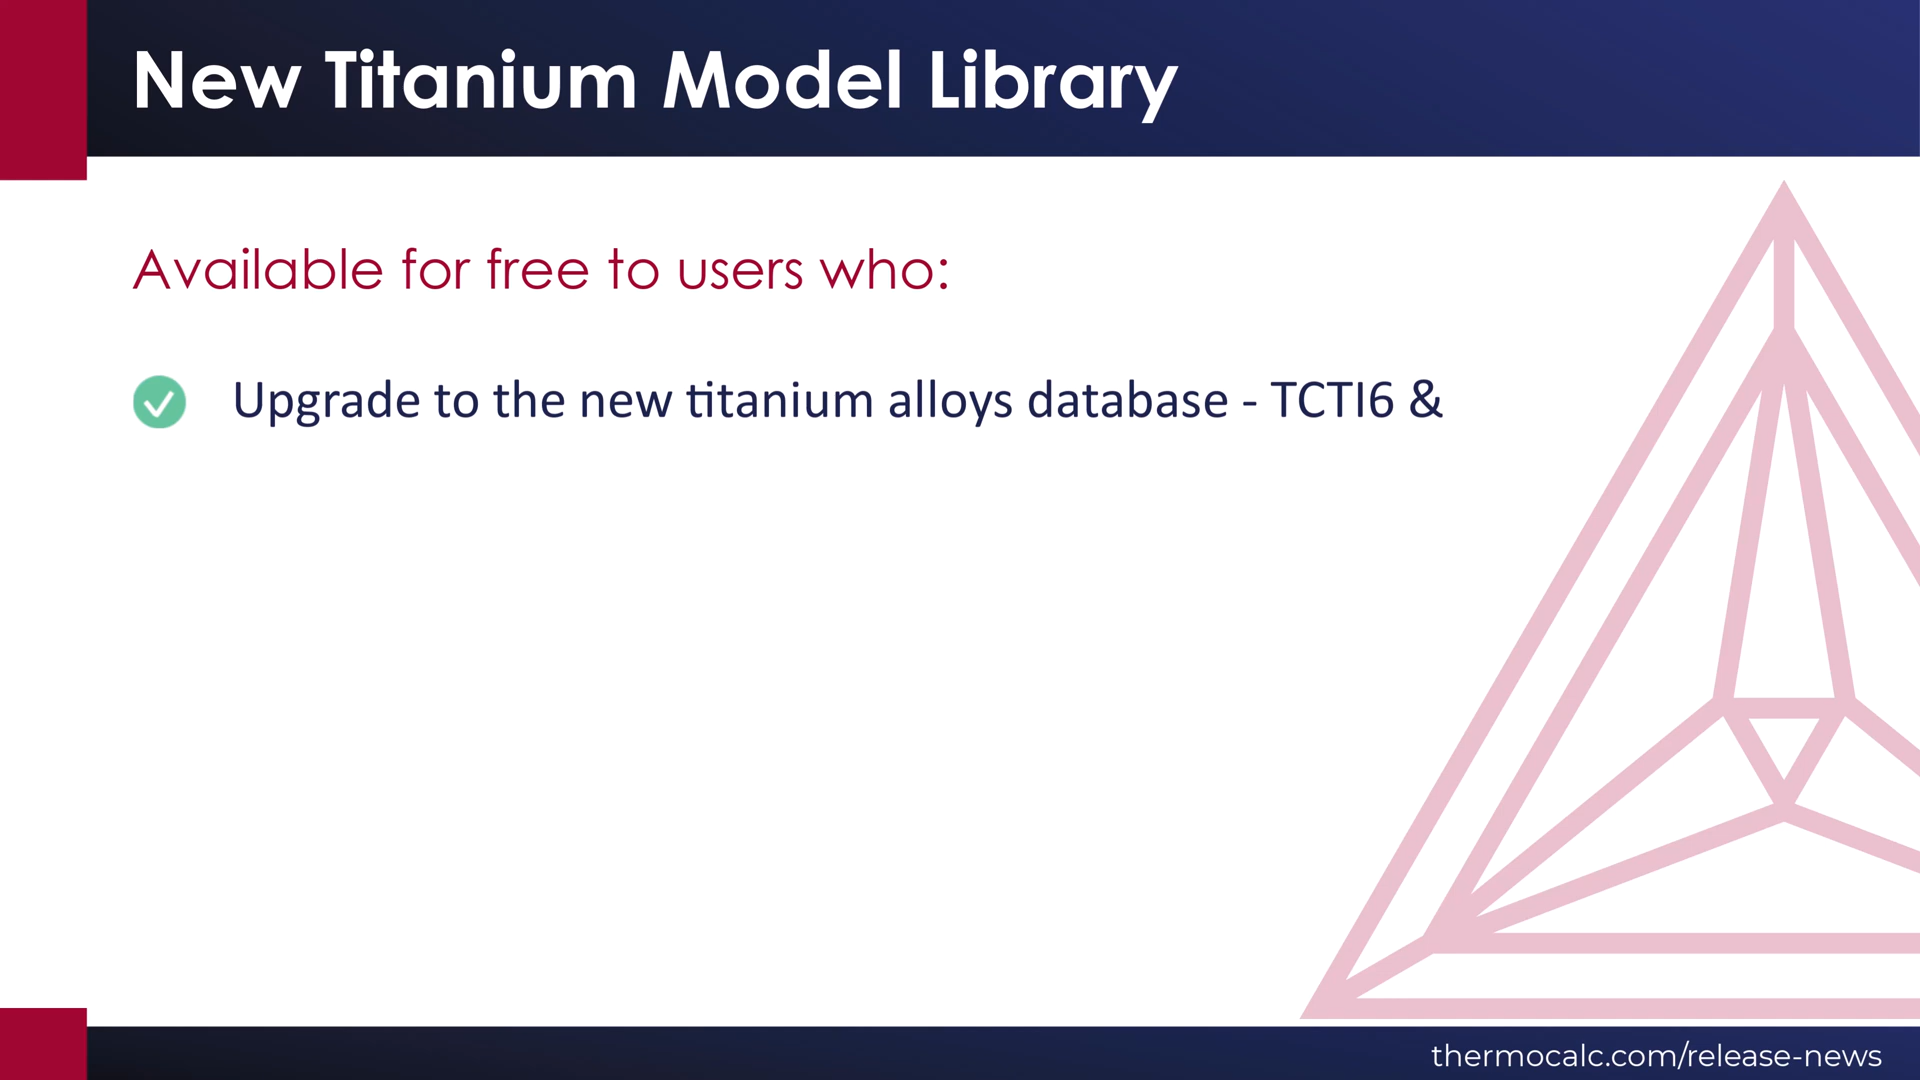 New Titanium Model Library
Available for free to users who:
Upgrade to the new titanium alloys database - TCTI6 &
thermocalc.com/release-news